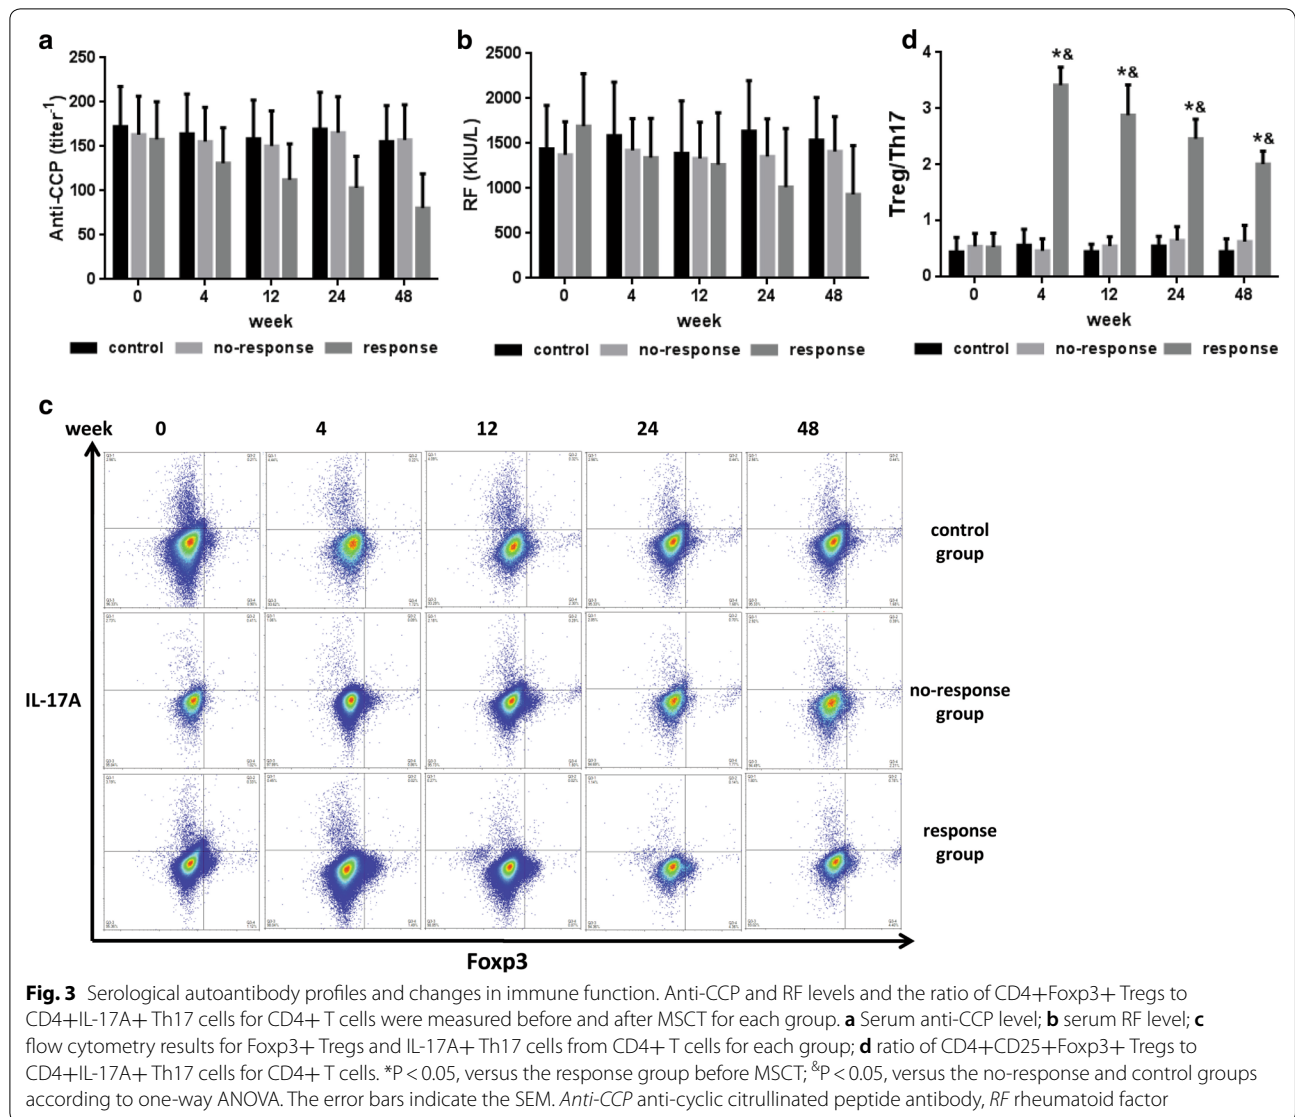 a
250
200
150
100
50
0
Anti-CCP (titer-1)
0 4 12 24 48
week
control no-response response
b
2500
2000
1500
1000
500
0
RF (KIU/L)
0 4 12 24 48
week
control no-response response
d
4
3
2
1
0
Treg/Th17
*& *& *& *&
0 4 12 24 48
week
control no-response response
c
week 0 4 12 24 48
control
group
IL-17A
no-response
group
response
group
Foxp3
Fig. 3 Serological autoantibody profiles and changes in immune function. Anti-CCP and RF levels and the ratio of CD4+Foxp3+ Tregs to
CD4+IL-17A+ Th17 cells for CD4+ T cells were measured before and after MSCT for each group. a Serum anti-CCP level; b serum RF level; c
flow cytometry results for Foxp3+ Tregs and IL-17A+ Th17 cells from CD4+ T cells for each group; d ratio of CD4+CD25+Foxp3+ Tregs to
CD4+IL-17A+ Th17 cells for CD4+ T cells. *P < 0.05, versus the response group before MSCT; &P < 0.05, versus the no-response and control groups
according to one-way ANOVA. The error bars indicate the SEM. Anti-CCP anti-cyclic citrullinated peptide antibody, RF rheumatoid factor